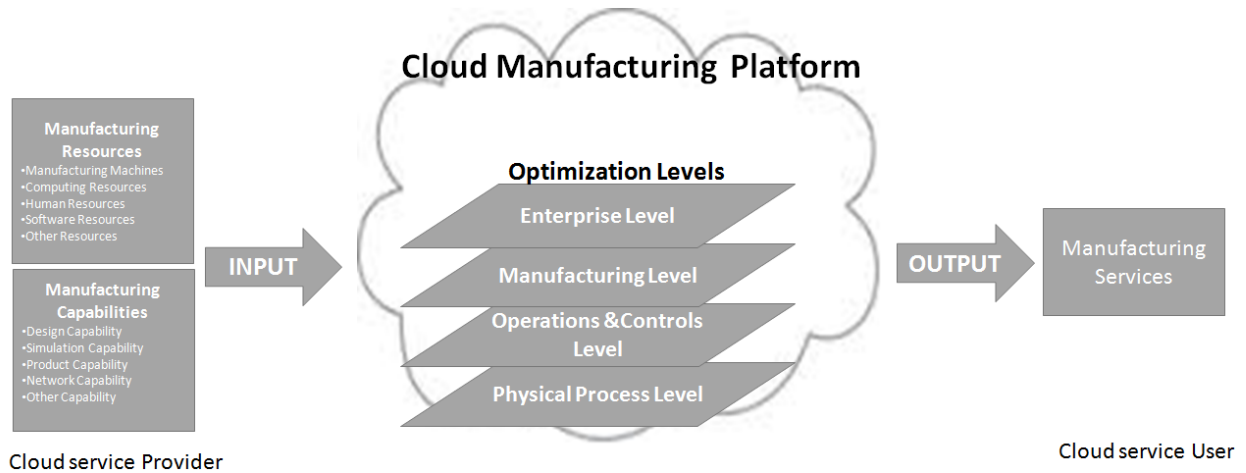 Cloud Manufacturing Platform
Manufacturing
Resources
•Manufacturing Machines
•Computing Resources
•Human Resources
•Software Resources
•Other Resources
Manufacturing
Capabilities
•Design Capability
•Simulation Capability
•Product Capability
•Network Capability
•Other Capability
Cloud service Provider
INPUT
Optimization Levels
Enterprise Level
Manufacturing Level
Operations &Controls
Level
Physical Process Level
OUTPUT
Manufacturing
Services
Cloud service User